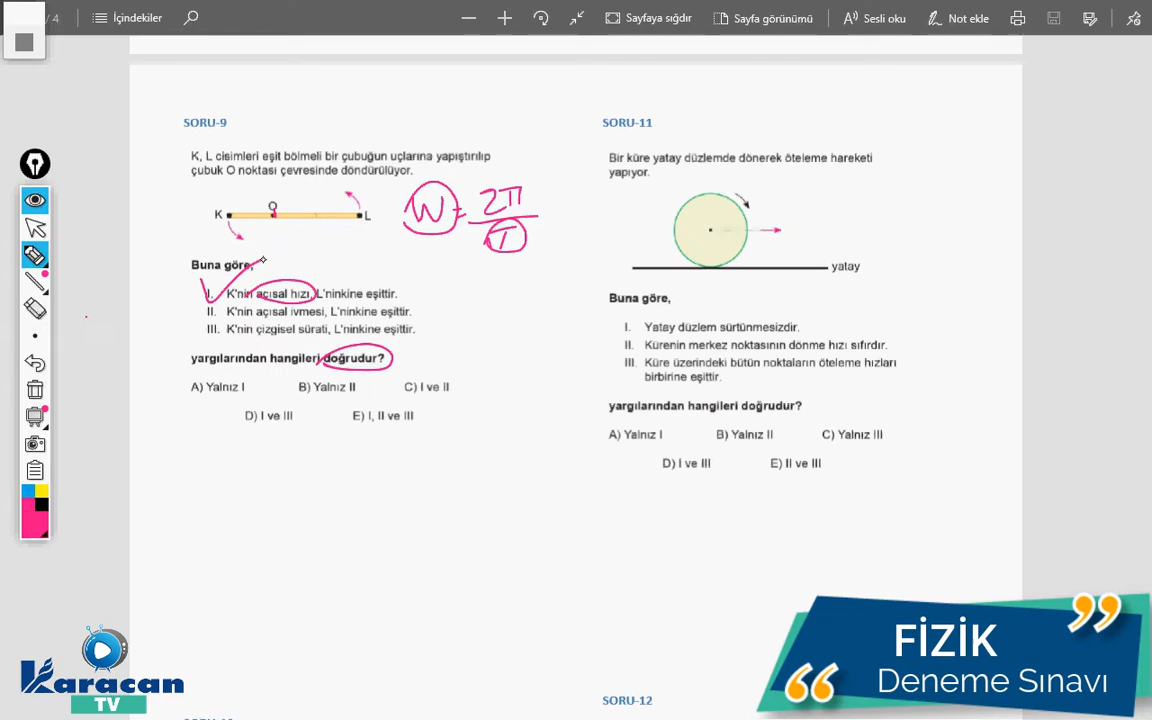 / 4
İçindekiler
Sayfaya sığdır
Sayfa görünümü
Sesli oku
Not ekle
SORU-9
K, L cisimleri eşit bölmeli bir çubuğun uçlarına yapıştırılıp
çubuk O noktası çevresinde döndürülüyor.
O
K
L
W = 2π / T
Buna göre,
I. K'nin açısal hızı, L'ninkine eşittir.
II. K'nin açısal ivmesi, L'ninkine eşittir.
III. K'nin çizgisel sürati, L'ninkine eşittir.
yargılarından hangileri doğrudur?
A) Yalnız I B) Yalnız II C) I ve II
D) I ve III E) I, II ve III
SORU-11
Bir küre yatay düzlemde dönerek öteleme hareketi
yapıyor.
yatay
Buna göre,
I. Yatay düzlem sürtünmesizdir.
II. Kürenin merkez noktasının dönme hızı sıfırdır.
III. Küre üzerindeki bütün noktaların öteleme hızları
birbirine eşittir.
yargılarından hangileri doğrudur?
A) Yalnız I B) Yalnız II C) Yalnız III
D) I ve III E) II ve III
SORU-12
FİZİK
Deneme Sınavı
Karacan
TV